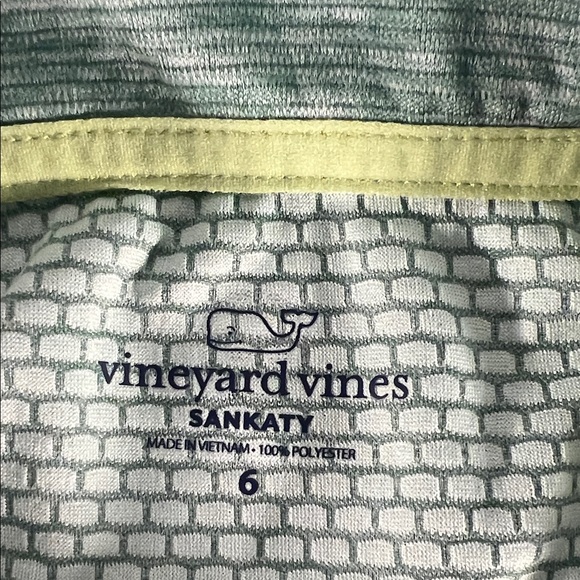 vineyard vines
SANKATY
MADE IN VIETNAM • 100% POLYESTER
6